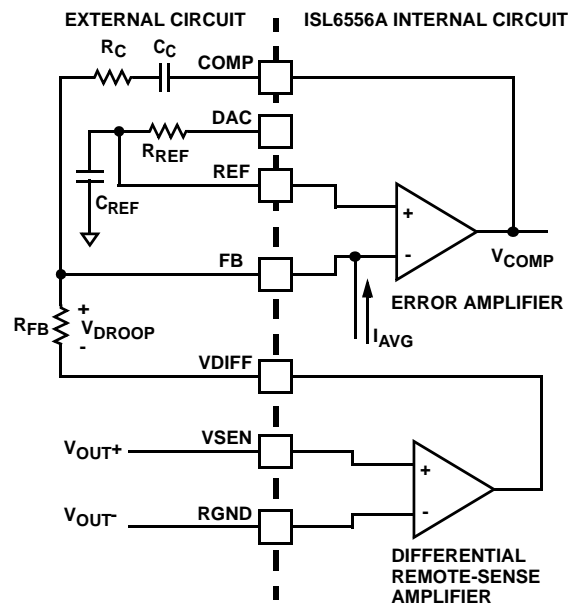 EXTERNAL CIRCUIT
ISL6556A INTERNAL CIRCUIT
RC
CC
COMP
DAC
RREF
REF
CREF
+
-
VCOMP
FB
ERROR AMPLIFIER
IAVG
RFB
+
VDROOP
-
VDIFF
VOUT+
VSEN
+
-
VOUT-
RGND
DIFFERENTIAL
REMOTE-SENSE
AMPLIFIER